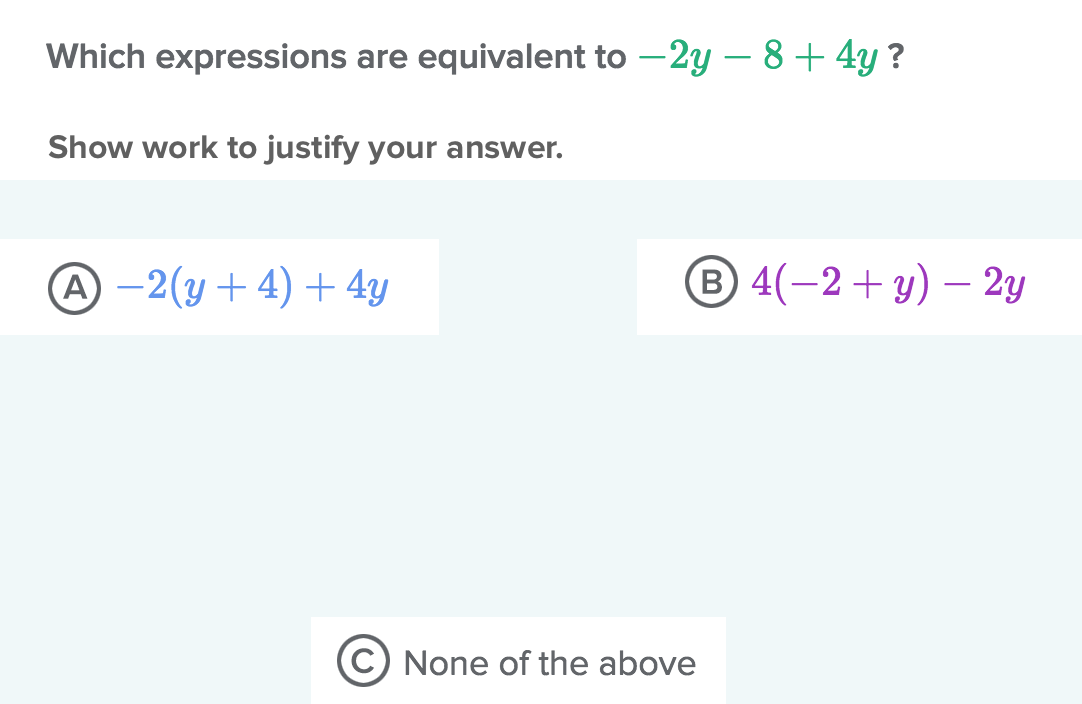 Which expressions are equivalent to −2y − 8 + 4y ?
Show work to justify your answer.
Ⓐ −2(y + 4) + 4y
Ⓑ 4(−2 + y) − 2y
Ⓒ None of the above